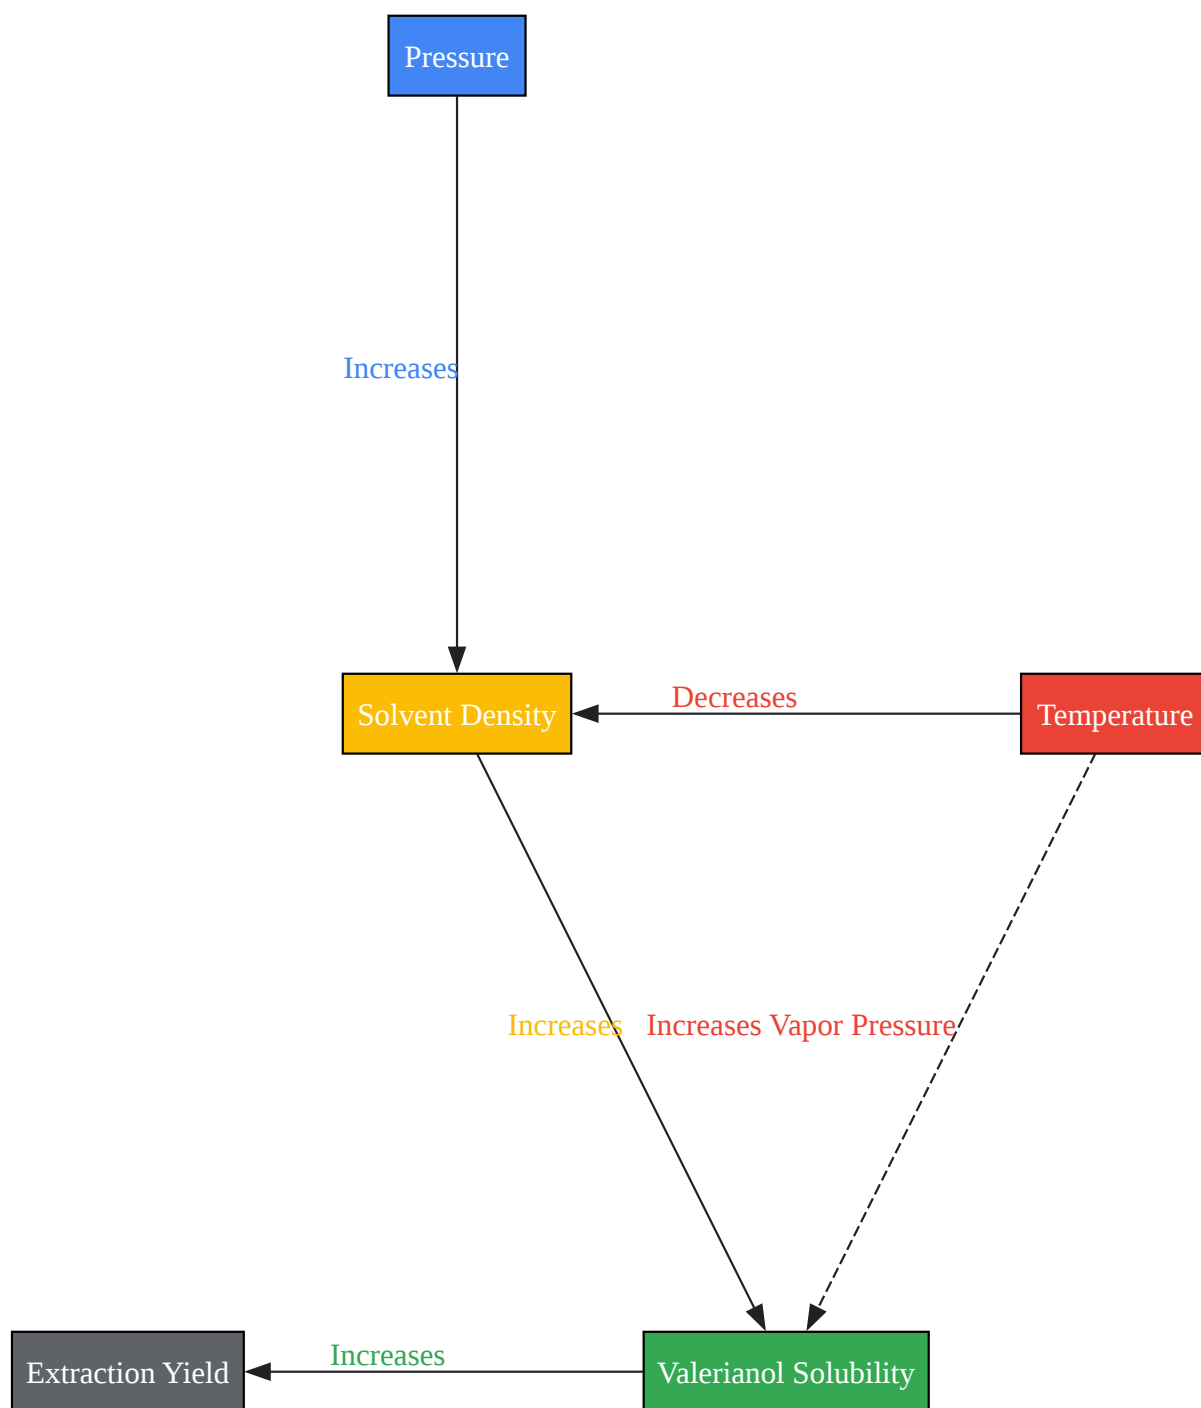 Pressure
Increases
Solvent Density
Decreases
Temperature
Increases
Increases Vapor Pressure
Extraction Yield
Increases
Valerianol Solubility